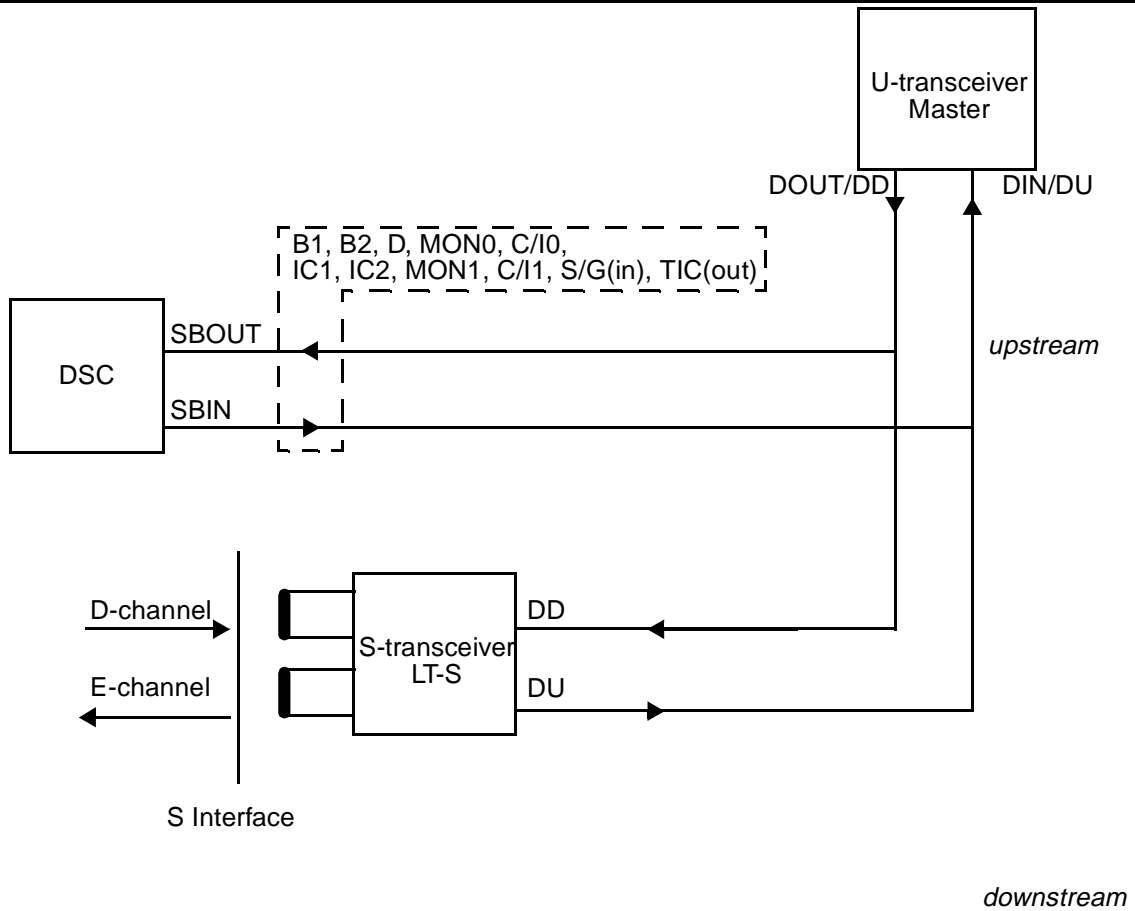 U-transceiver
Master
DOUT/DD
DIN/DU
B1, B2, D, MON0, C/I0,
IC1, IC2, MON1, C/I1, S/G(in), TIC(out)
SBOUT
upstream
DSC
SBIN
D-channel
DD
S-transceiver
LT-S
E-channel
DU
S Interface
downstream